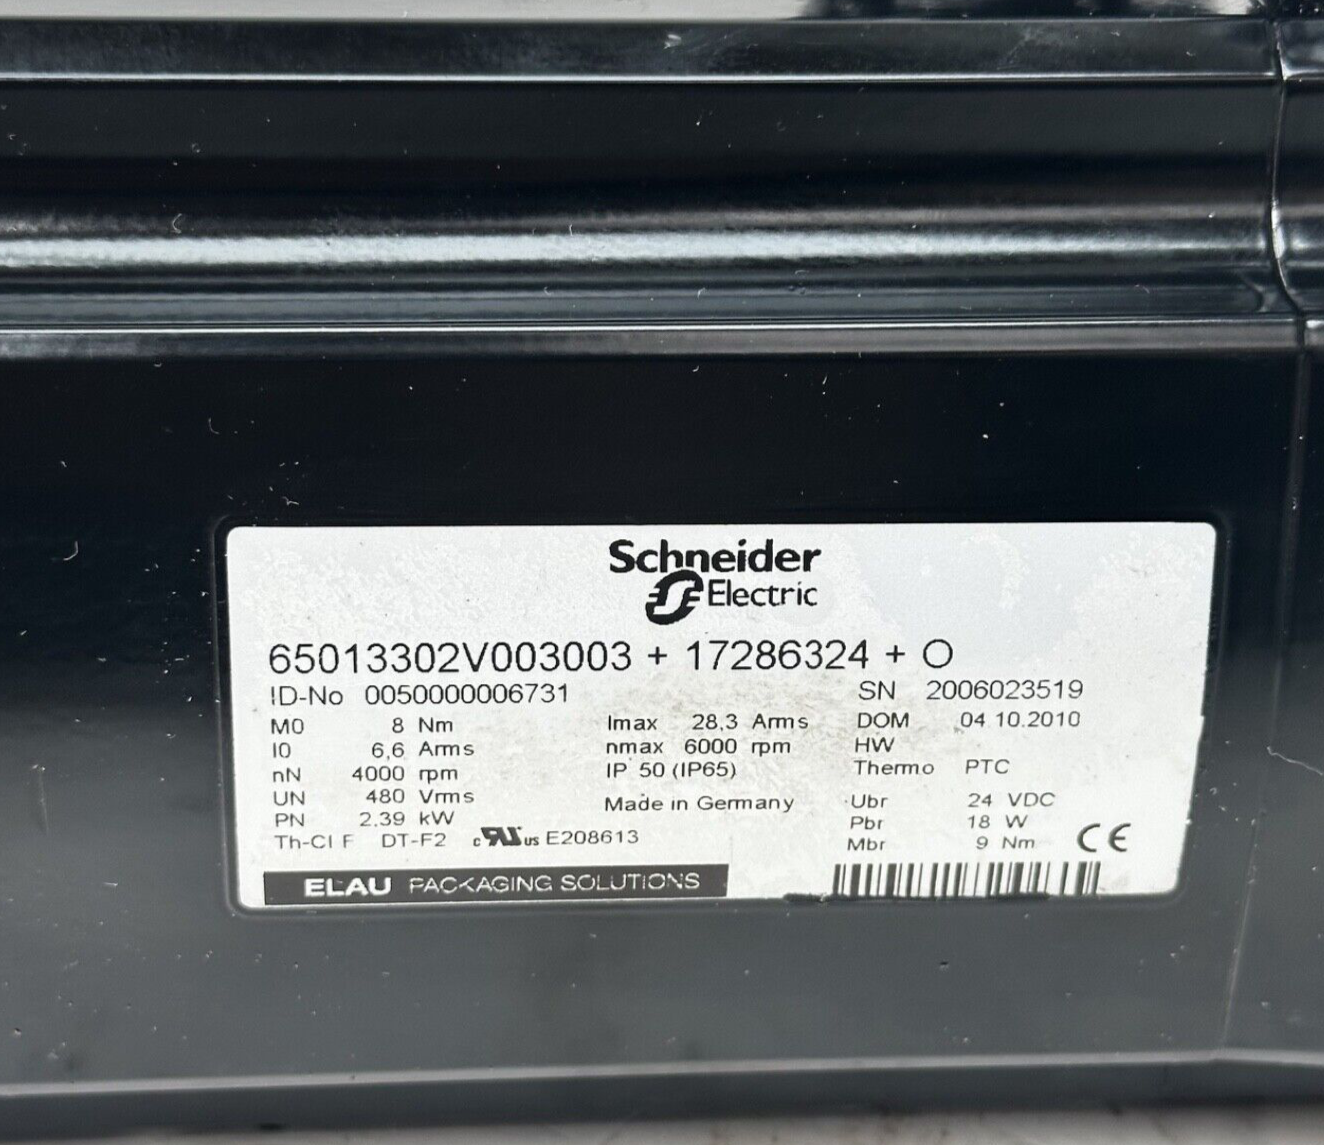 Schneider
Electric
65013302V003003 + 17286324 + O
ID-No 0050000006731 SN 2006023519
M0 8 Nm Imax 28,3 Arms DOM 04.10.2010
I0 6,6 Arms nmax 6000 rpm HW
nN 4000 rpm IP 50 (IP65) Thermo PTC
UN 480 Vrms Made in Germany Ubr 24 VDC
PN 2.39 kW Pbr 18 W
Th-Cl F DT-F2 c RU us E208613 Mbr 9 Nm CE
ELAU PACKAGING SOLUTIONS